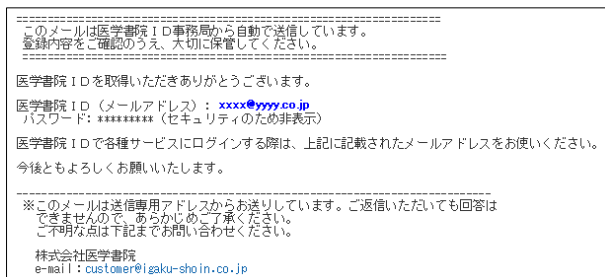 ==================================================================
このメールは医学書院ＩＤ事務局から自動で送信しています。
登録内容をご確認のうえ、大切に保管してください。
==================================================================
医学書院ＩＤを取得いただきありがとうございます。
医学書院ＩＤ（メールアドレス）: xxxx@yyyy.co.jp
パスワード: ********* （セキュリティのため非表示）
医学書院ＩＤで各種サービスにログインする際は、上記に記載されたメールアドレスをお使いください。
今後ともよろしくお願いいたします。
--------------------------------------------------------------------------
※このメールは送信専用アドレスからお送りしています。ご返信いただいても回答は
できませんので、あらかじめご了承ください。
ご不明な点は下記までお問い合わせください。
株式会社医学書院
e-mail：customer@igaku-shoin.co.jp